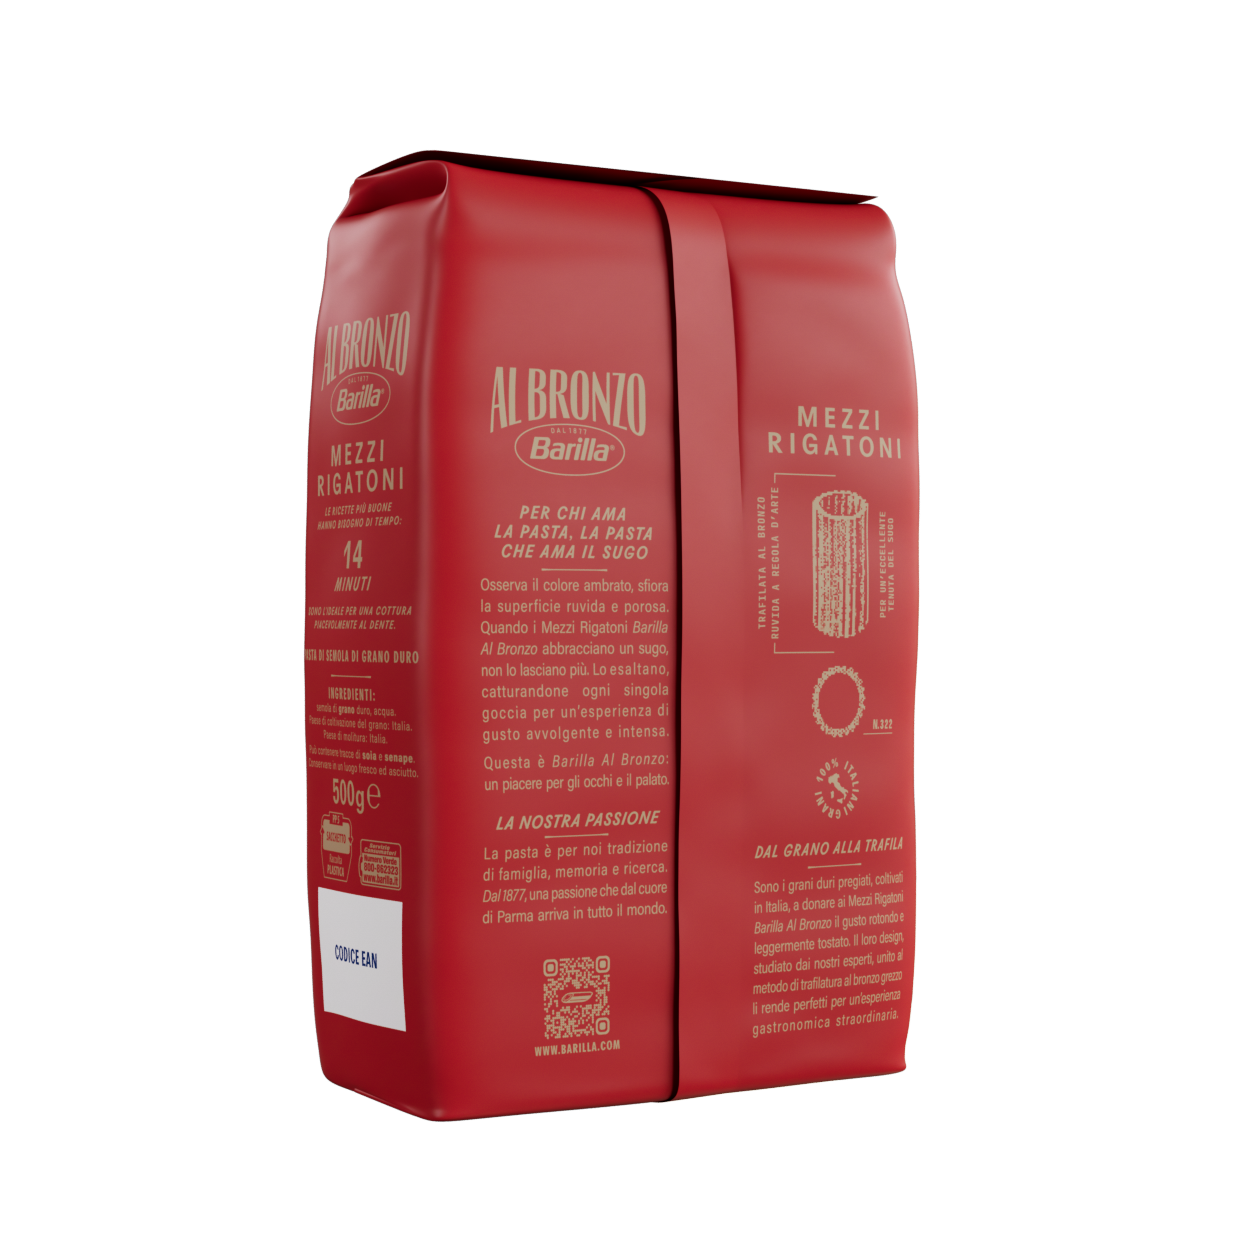 AL BRONZO
DAL 1877
Barilla
MEZZI
RIGATONI
LE RICETTE PIÙ BUONE
HANNO BISOGNO DI TEMPO:
14
MINUTI
SONO L'IDEALE PER UNA COTTURA
PIACEVOLMENTE AL DENTE.
PASTA DI SEMOLA DI GRANO DURO
INGREDIENTI:
semola di grano duro, acqua.
Paese di coltivazione del grano: Italia.
Paese di molitura: Italia.
Può contenere tracce di soia e senape.
Conservare in un luogo fresco ed asciutto.
500g e
PP 5
SACCHETTO
Raccolta
PLASTICA
Servizio
Consumatori
Numero Verde
800-862323
www.barilla.it
CODICE EAN
AL BRONZO
DAL 1877
Barilla®
PER CHI AMA
LA PASTA, LA PASTA
CHE AMA IL SUGO
Osserva il colore ambrato, sfiora
la superficie ruvida e porosa.
Quando i Mezzi Rigatoni Barilla
Al Bronzo abbracciano un sugo,
non lo lasciano più. Lo esaltano,
catturandone ogni singola
goccia per un'esperienza di
gusto avvolgente e intensa.
Questa è Barilla Al Bronzo:
un piacere per gli occhi e il palato.
LA NOSTRA PASSIONE
La pasta è per noi tradizione
di famiglia, memoria e ricerca.
Dal 1877, una passione che dal cuore
di Parma arriva in tutto il mondo.
WWW.BARILLA.COM
MEZZI
RIGATONI
TRAFILATA AL BRONZO
RUVIDA A REGOLA D'ARTE
PER UN'ECCELLENTE
TENUTA DEL SUGO
N.322
100% ITALIANI GRANI
DAL GRANO ALLA TRAFILA
Sono i grani duri pregiati, coltivati
in Italia, a donare ai Mezzi Rigatoni
Barilla Al Bronzo il gusto rotondo e
leggermente tostato. Il loro design,
studiato dai nostri esperti, unito al
metodo di trafilatura al bronzo grezzo
li rende perfetti per un'esperienza
gastronomica straordinaria.